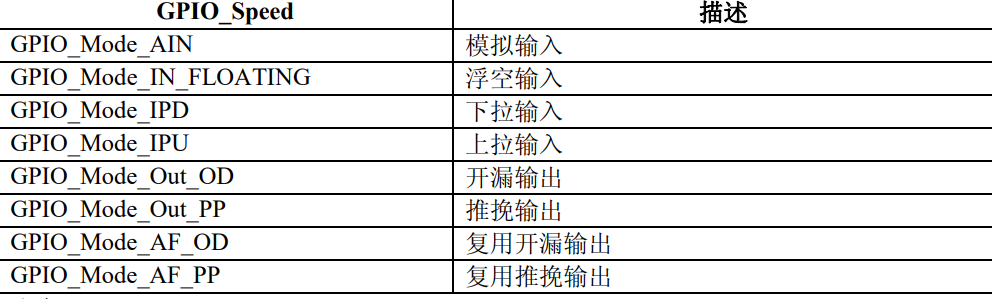 GPIO_Speed 描述
GPIO_Mode_AIN 模拟输入
GPIO_Mode_IN_FLOATING 浮空输入
GPIO_Mode_IPD 下拉输入
GPIO_Mode_IPU 上拉输入
GPIO_Mode_Out_OD 开漏输出
GPIO_Mode_Out_PP 推挽输出
GPIO_Mode_AF_OD 复用开漏输出
GPIO_Mode_AF_PP 复用推挽输出